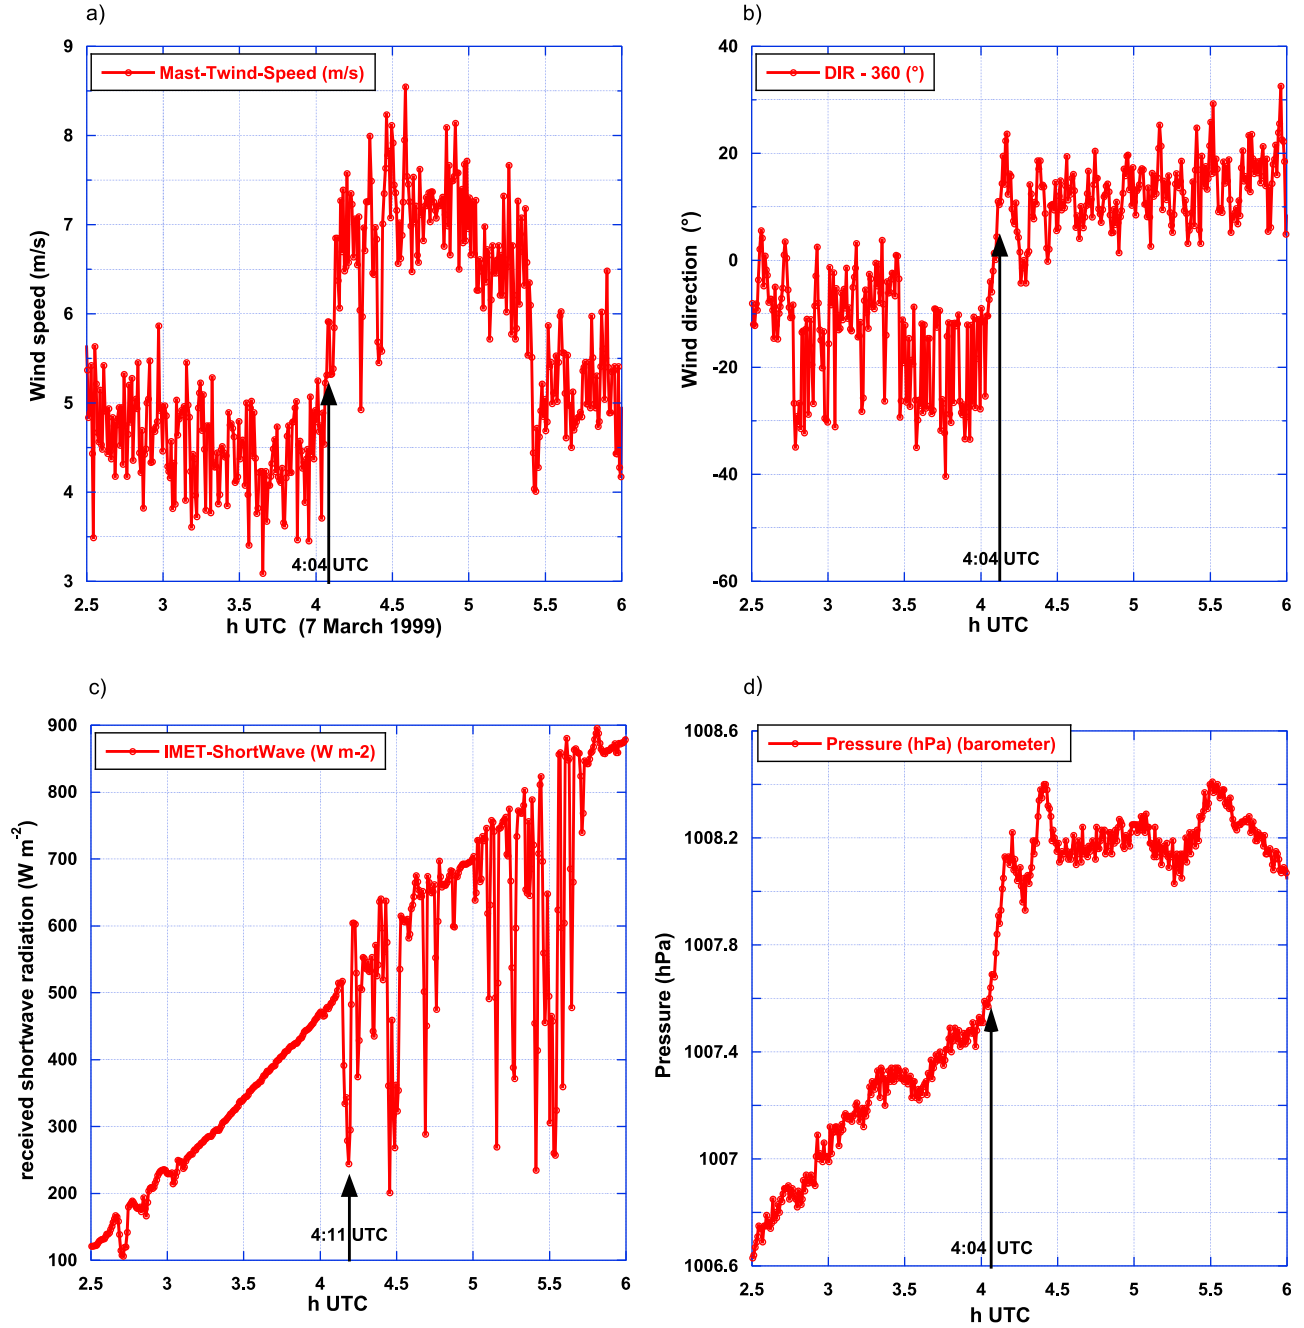 a)
Mast-Twind-Speed (m/s)
9
8
7
6
5
4
3
Wind speed (m/s)
4:04 UTC
2.5 3 3.5 4 4.5 5 5.5 6
h UTC (7 March 1999)
b)
DIR - 360 (°)
40
20
0
-20
-40
-60
Wind direction (°)
4:04 UTC
2.5 3 3.5 4 4.5 5 5.5 6
h UTC
c)
IMET-ShortWave (W m-2)
900
800
700
600
500
400
300
200
100
received shortwave radiation (W m-2)
4:11 UTC
2.5 3 3.5 4 4.5 5 5.5 6
h UTC
d)
Pressure (hPa) (barometer)
1008.6
1008.2
1007.8
1007.4
1007
1006.6
Pressure (hPa)
4:04 UTC
2.5 3 3.5 4 4.5 5 5.5 6
h UTC